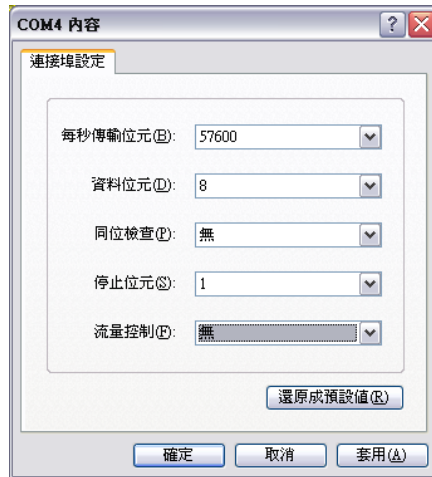 COM4 內容
連接埠設定
每秒傳輸位元(B): 57600
資料位元(D): 8
同位檢查(P): 無
停止位元(S): 1
流量控制(F): 無
還原成預設值(R)
確定 取消 套用(A)